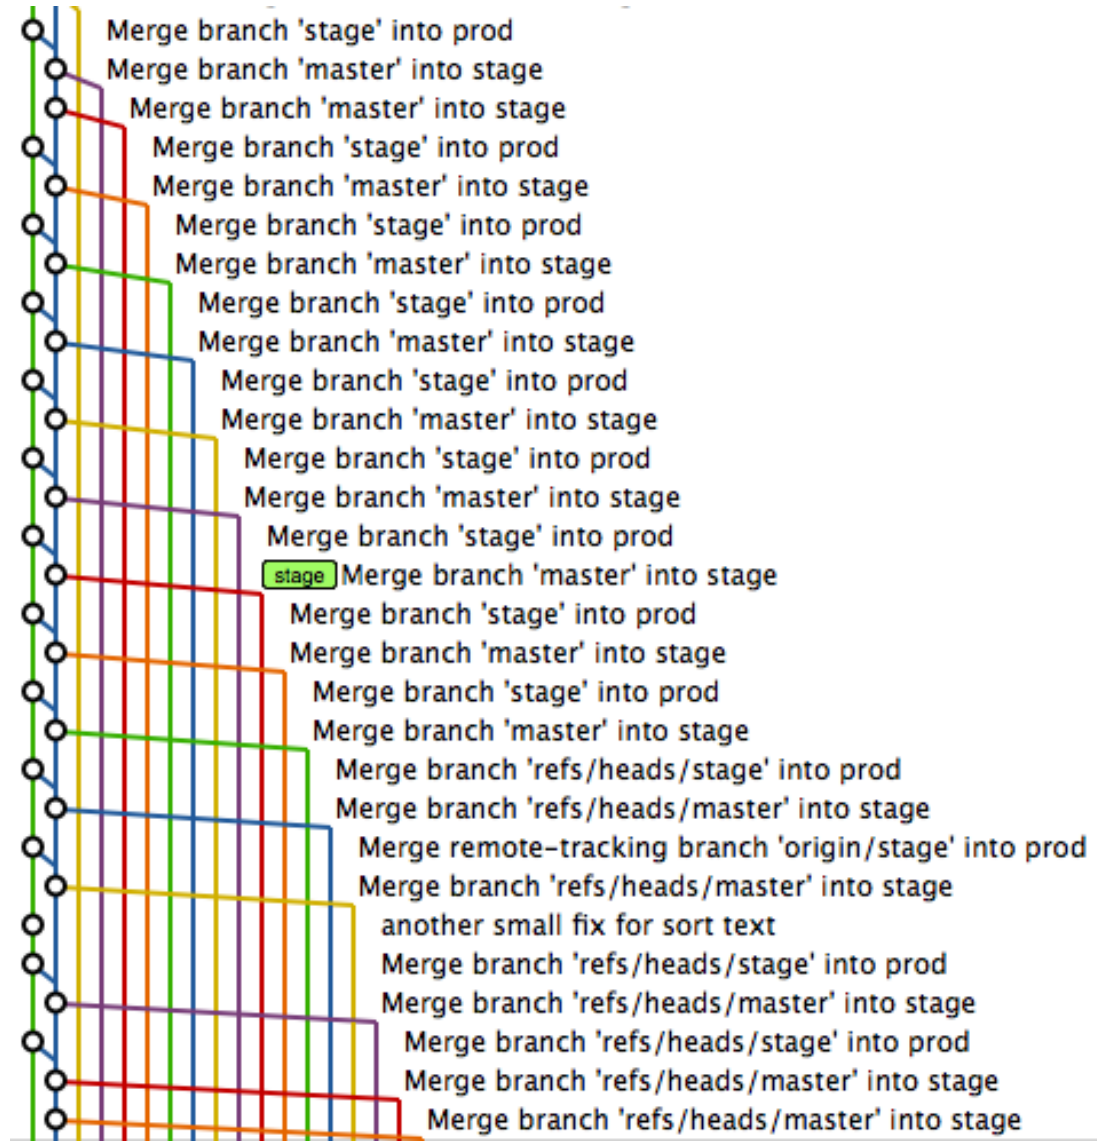 Merge branch 'stage' into prod
Merge branch 'master' into stage
Merge branch 'master' into stage
Merge branch 'stage' into prod
Merge branch 'master' into stage
Merge branch 'stage' into prod
Merge branch 'master' into stage
Merge branch 'stage' into prod
Merge branch 'master' into stage
Merge branch 'stage' into prod
Merge branch 'master' into stage
Merge branch 'stage' into prod
Merge branch 'master' into stage
Merge branch 'stage' into prod
stage Merge branch 'master' into stage
Merge branch 'stage' into prod
Merge branch 'master' into stage
Merge branch 'stage' into prod
Merge branch 'master' into stage
Merge branch 'refs/heads/stage' into prod
Merge branch 'refs/heads/master' into stage
Merge remote-tracking branch 'origin/stage' into prod
Merge branch 'refs/heads/master' into stage
another small fix for sort text
Merge branch 'refs/heads/stage' into prod
Merge branch 'refs/heads/master' into stage
Merge branch 'refs/heads/stage' into prod
Merge branch 'refs/heads/master' into stage
Merge branch 'refs/heads/master' into stage